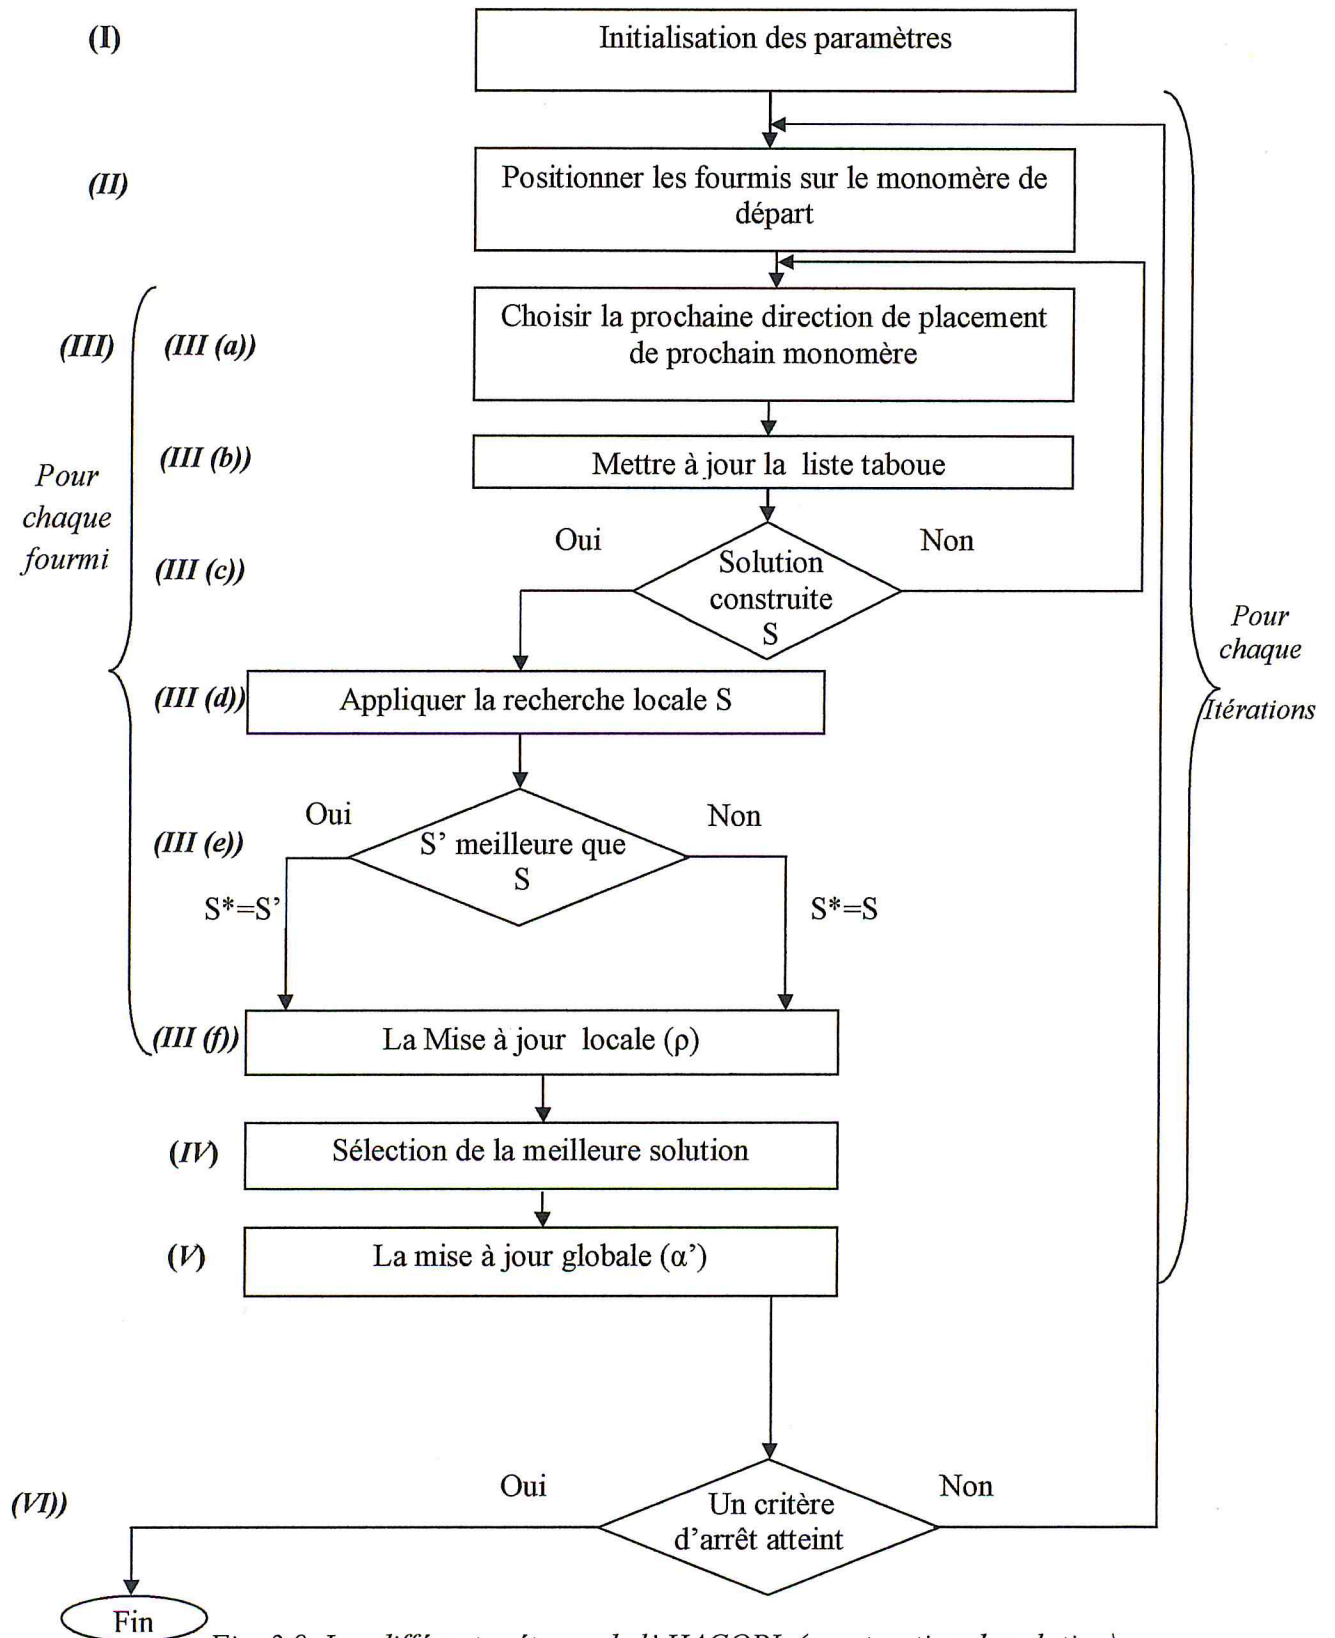 (I)
Initialisation des paramètres
(II)
Positionner les fourmis sur le monomère de
départ
(III)
(III (a))
Choisir la prochaine direction de placement
de prochain monomère
(III (b))
Mettre à jour la liste taboue
Pour
chaque
fourmi
Oui
Non
(III (c))
Solution
construite
S
Pour
chaque
Itérations
(III (d))
Appliquer la recherche locale S
Oui
Non
(III (e))
S’ meilleure que
S
S*=S’
S*=S
(III (f))
La Mise à jour locale (ρ)
(IV)
Sélection de la meilleure solution
(V)
La mise à jour globale (α’)
Oui
Non
(VI))
Un critère
d’arrêt atteint
Fin